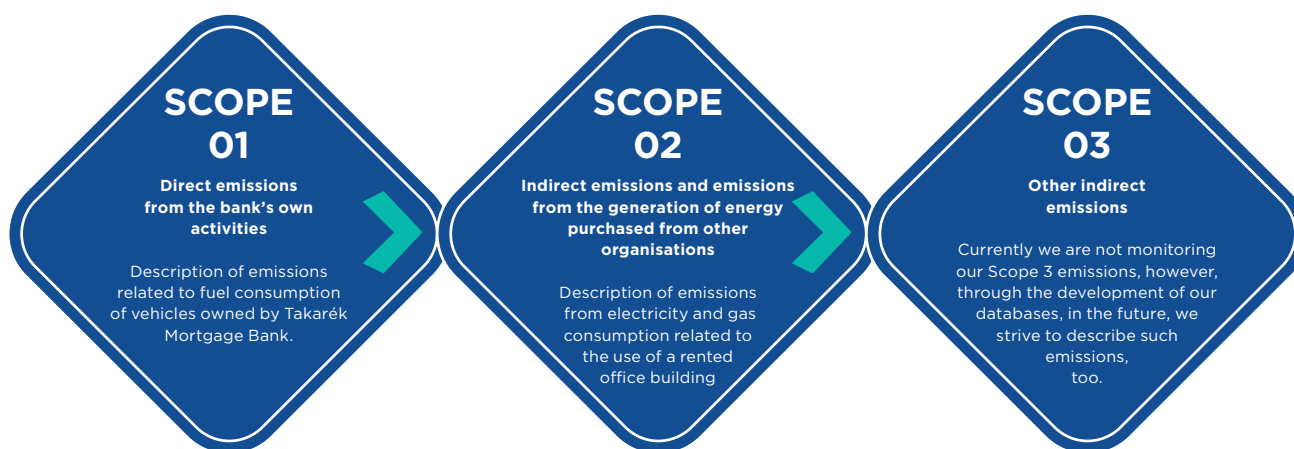 SCOPE
01
Direct emissions
from the bank's own
activities
Description of emissions
related to fuel consumption
of vehicles owned by Takarék
Mortgage Bank.
SCOPE
02
Indirect emissions and emissions
from the generation of energy
purchased from other
organisations
Description of emissions
from electricity and gas
consumption related to
the use of a rented
office building
SCOPE
03
Other indirect
emissions
Currently we are not monitoring
our Scope 3 emissions, however,
through the development of our
databases, in the future, we
strive to describe such
emissions,
too.